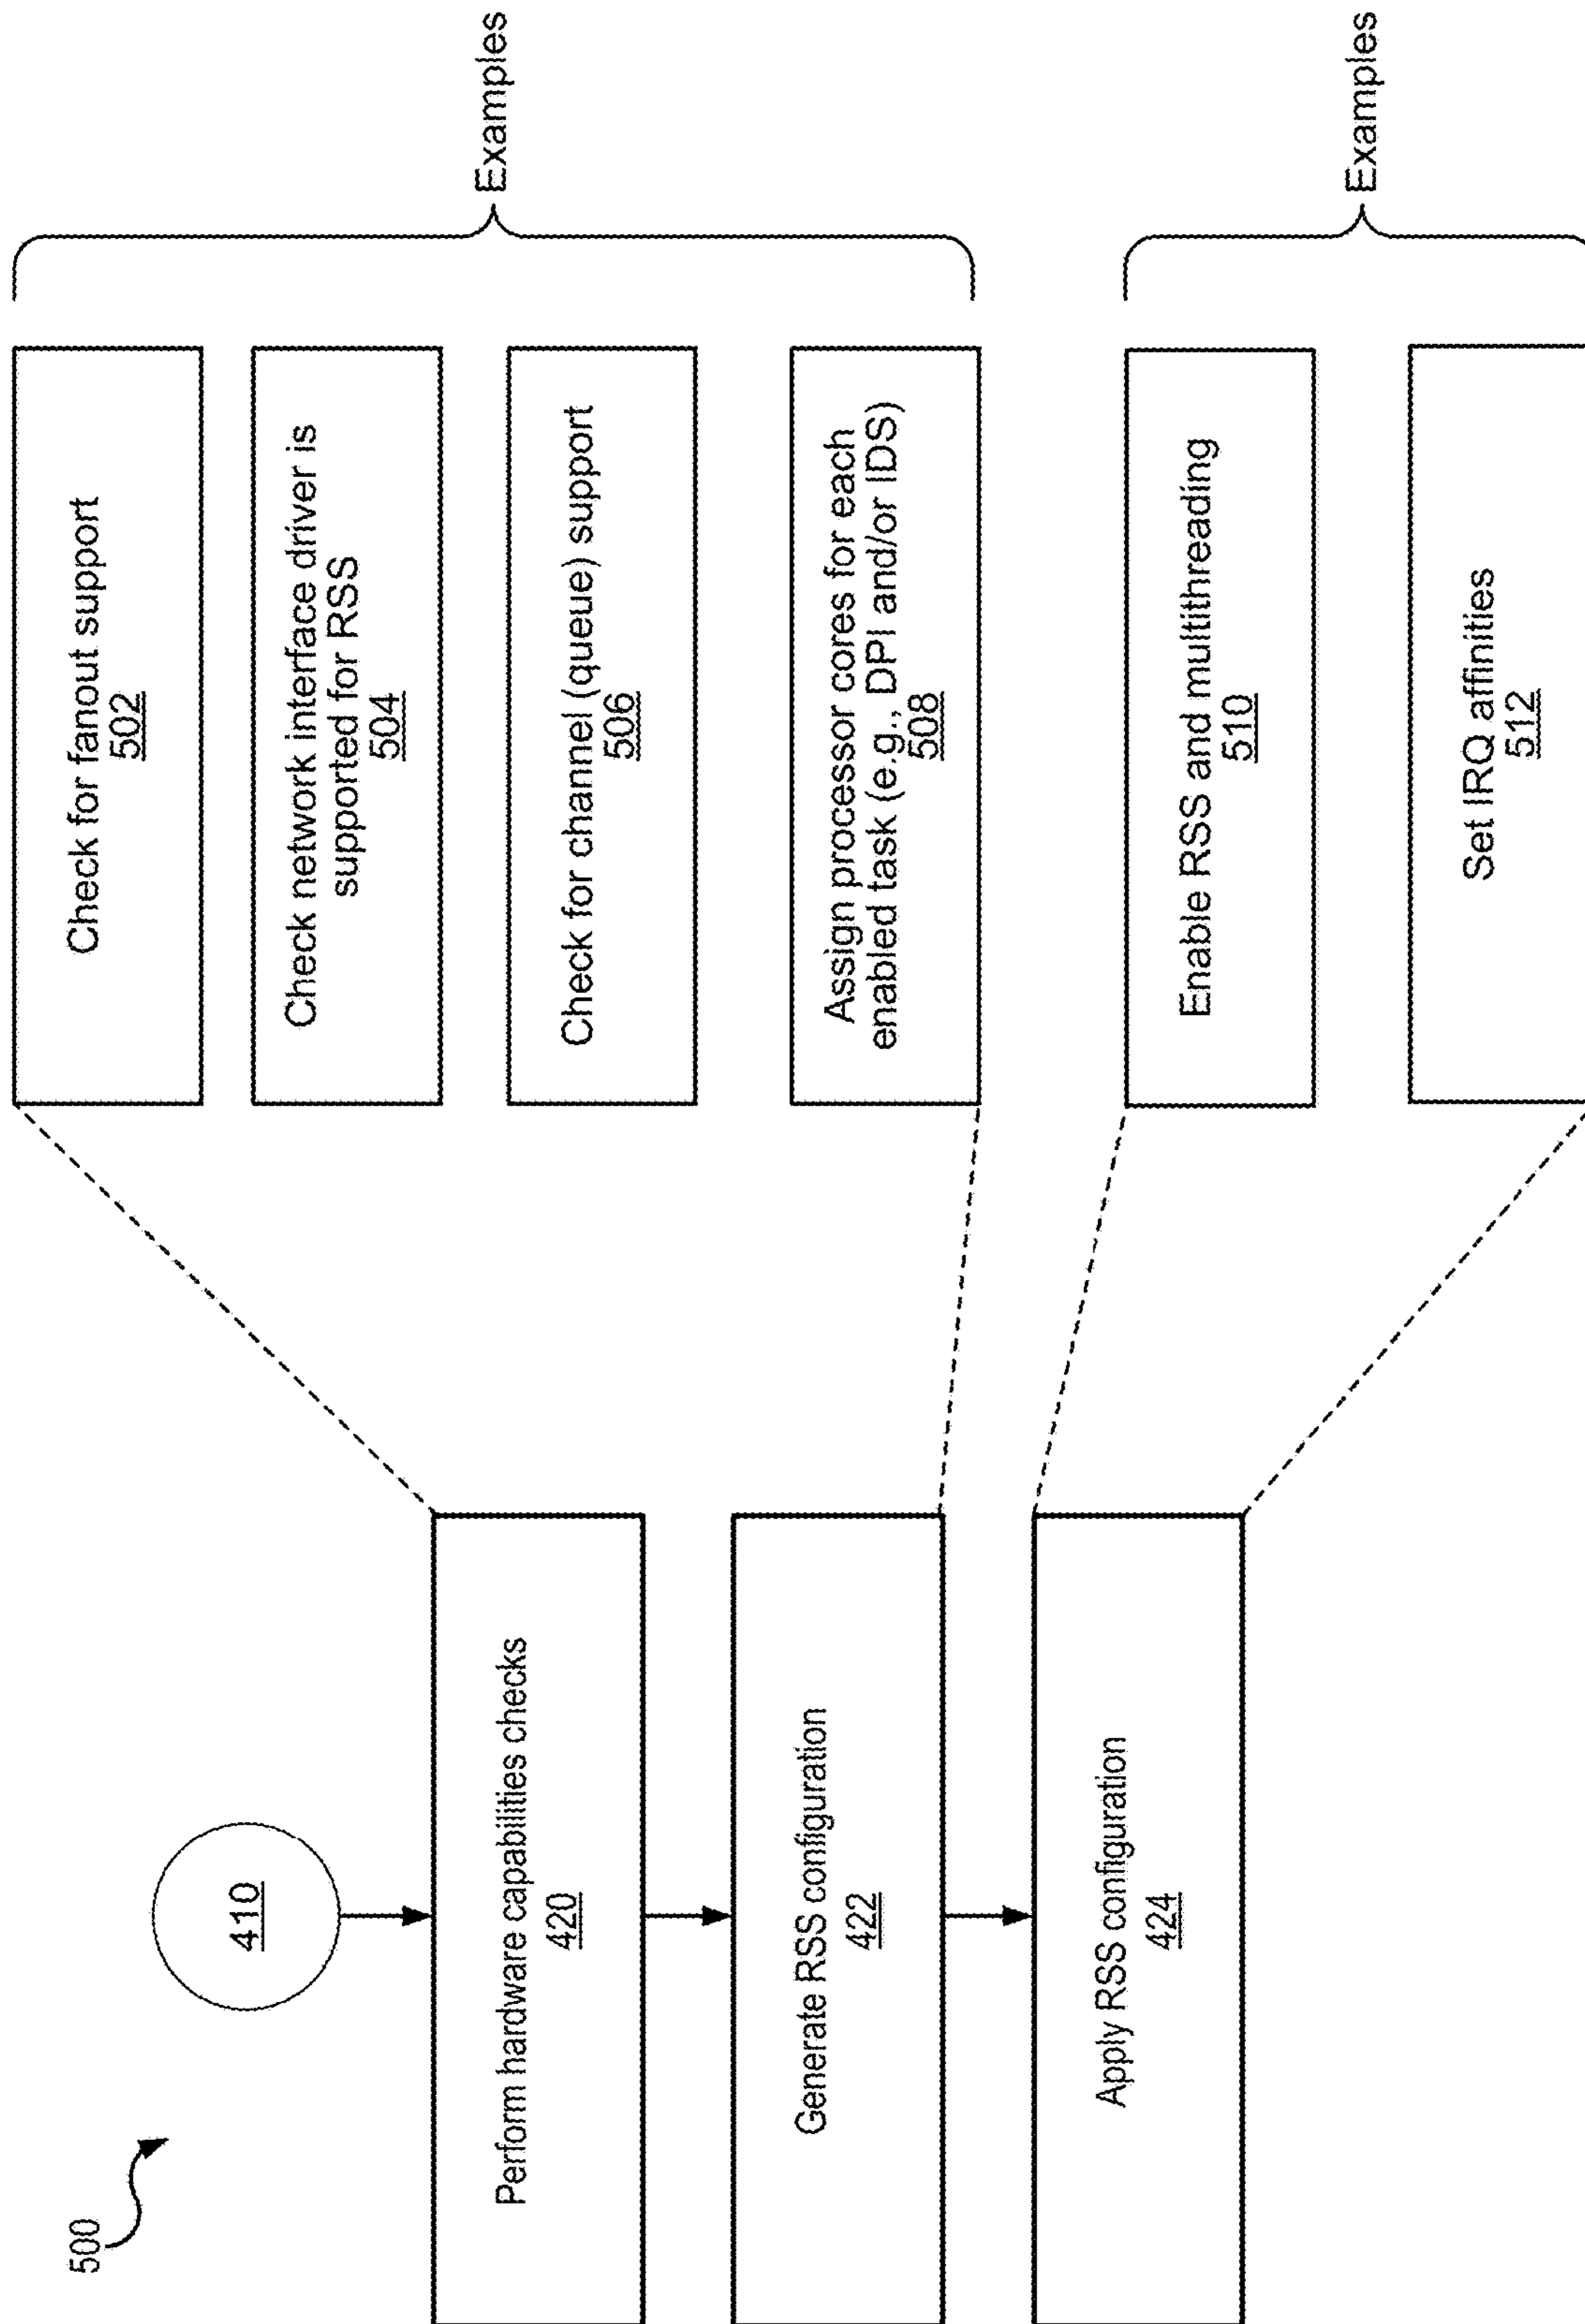 500
410
Perform hardware capabilities checks
420
Generate RSS configuration
422
Apply RSS configuration
424
Check for fanout support
502
Check network interface driver is
supported for RSS
504
Check for channel (queue) support
506
Assign processor cores for each
enabled task (e.g., DPI and/or IDS)
508
Examples
Enable RSS and multithreading
510
Set IRQ affinities
512
Examples